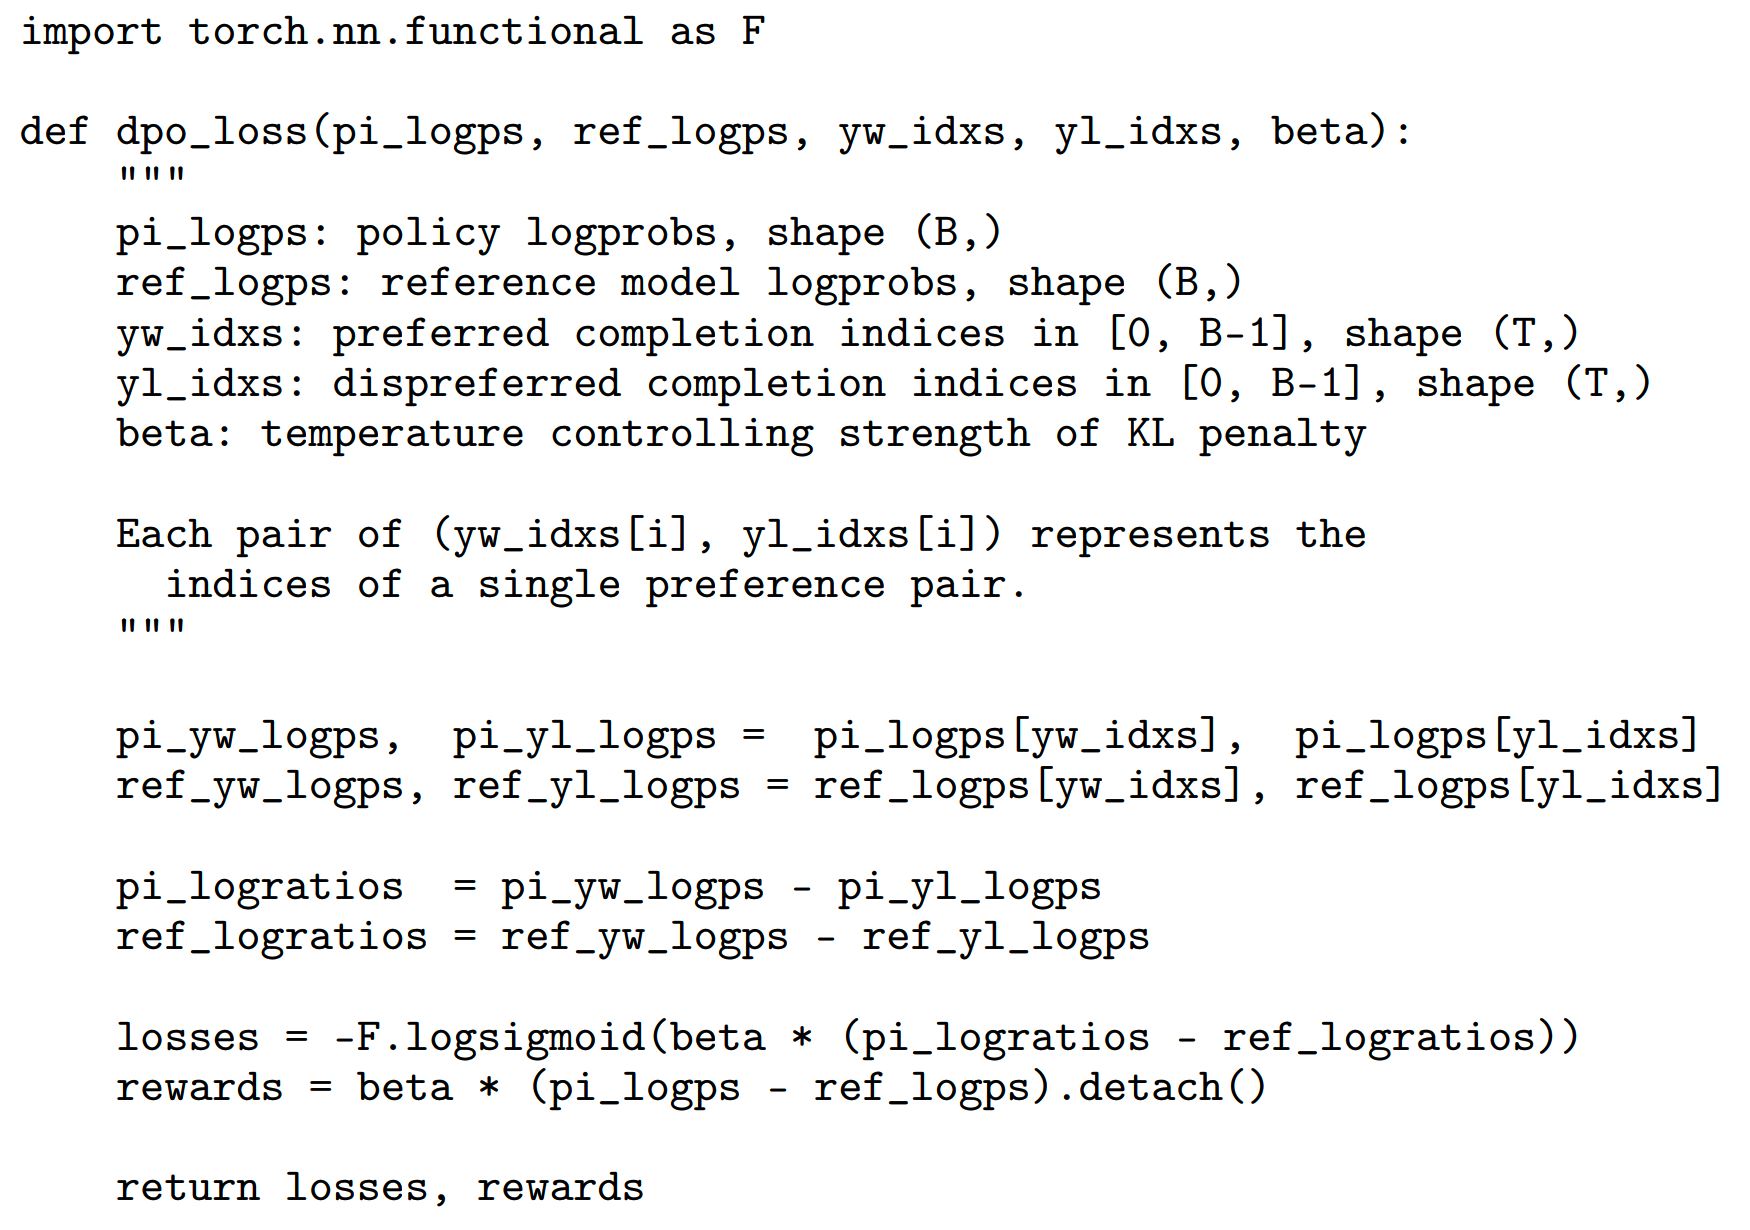 import torch.nn.functional as F

def dpo_loss(pi_logps, ref_logps, yw_idxs, yl_idxs, beta):
    """
    pi_logps: policy logprobs, shape (B,)
    ref_logps: reference model logprobs, shape (B,)
    yw_idxs: preferred completion indices in [0, B-1], shape (T,)
    yl_idxs: dispreferred completion indices in [0, B-1], shape (T,)
    beta: temperature controlling strength of KL penalty

    Each pair of (yw_idxs[i], yl_idxs[i]) represents the
      indices of a single preference pair.
    """

    pi_yw_logps,  pi_yl_logps =  pi_logps[yw_idxs],  pi_logps[yl_idxs]
    ref_yw_logps, ref_yl_logps = ref_logps[yw_idxs], ref_logps[yl_idxs]

    pi_logratios  = pi_yw_logps - pi_yl_logps
    ref_logratios = ref_yw_logps - ref_yl_logps

    losses = -F.logsigmoid(beta * (pi_logratios - ref_logratios))
    rewards = beta * (pi_logps - ref_logps).detach()

    return losses, rewards